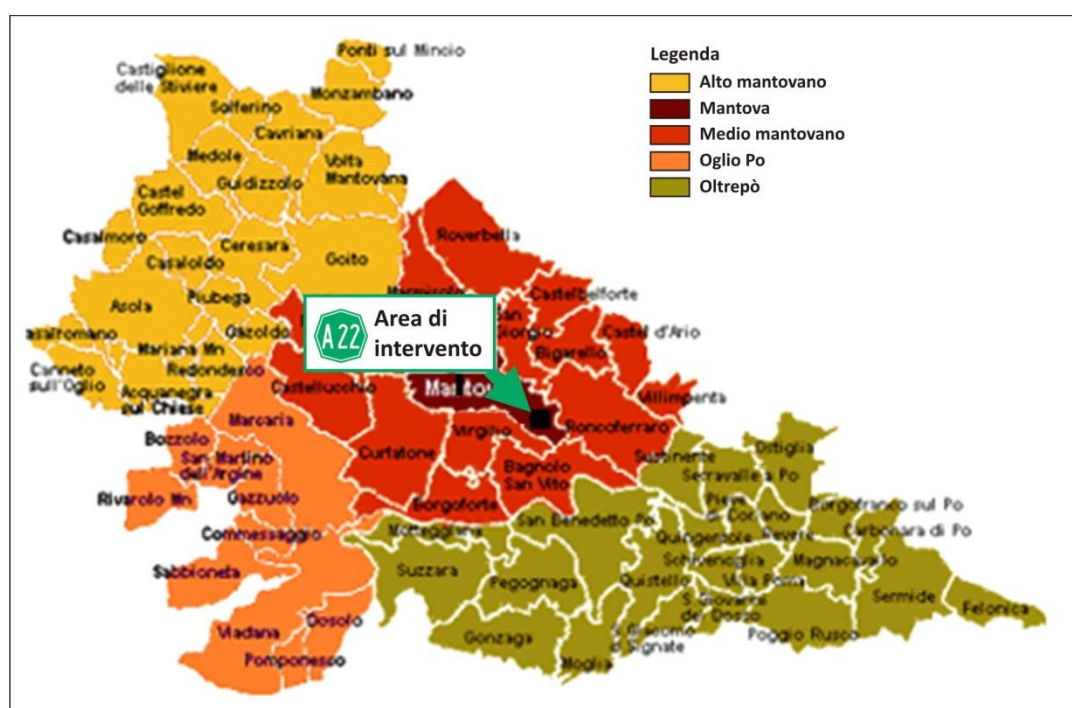 Legenda
Alto mantovano
Mantova
Medio mantovano
Oglio Po
Oltrepò
Ponti sul Mincio
Castiglione
delle Stiviere
Monzambano
Solferino
Cavriana
Medole
Volta
Mantovana
Guidizzolo
Castel
Goffredo
Roverbella
Casalmoro
Ceresara
Goito
Casaloldo
Castelbelforte
Piubega
Asola
A22
Area di
intervento
Castel d'Ario
Gazoldo
Bigarello
Mariana Mn
Redondesco
Canneto
sull'Oglio
Castellucchio
Acquanegra
sul Chiese
Villimpenta
Marcaria
Virgilio
Roncoferraro
Bozzolo
Ostiglia
San Martino
dell'Argine
Curtatone
Bagnolo
San Vito
Sustinente
Serravalle a Po
Rivarolo Mn
Gazzuolo
Borgoforte
San Benedetto Po
Borgofranco sul Po
Commessaggio
Motteggiana
Carbonara di Po
Quingentole
Revere
Schivenoglia
Magnacavallo
Sabbioneta
Suzzara
Pegognaga
Quistello
Villa Poma
Sermide
Felonica
Dosolo
Viadana
Gonzaga
Poggio Rusco
Pomponesco
Moglia